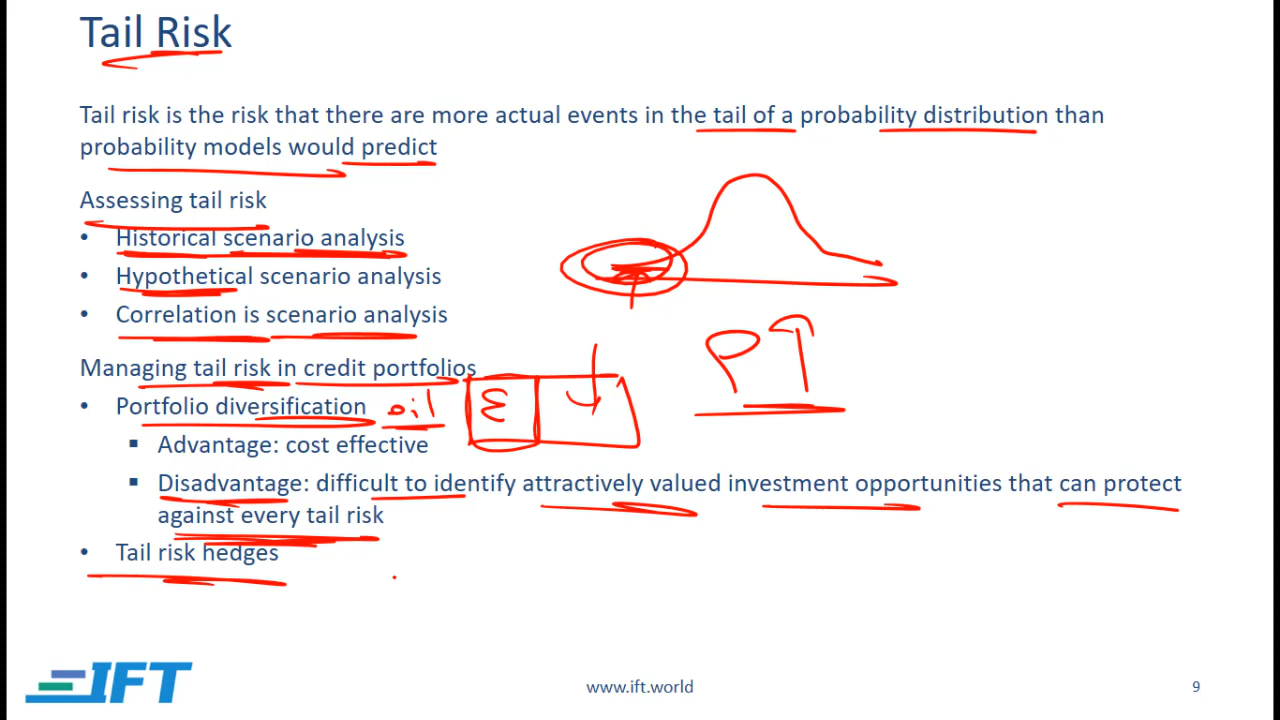 Tail Risk
Tail risk is the risk that there are more actual events in the tail of a probability distribution than
probability models would predict
Assessing tail risk
• Historical scenario analysis
• Hypothetical scenario analysis
• Correlation is scenario analysis
Managing tail risk in credit portfolios
• Portfolio diversification oil
▪ Advantage: cost effective
▪ Disadvantage: difficult to identify attractively valued investment opportunities that can protect
against every tail risk
• Tail risk hedges
P↑
IFT
www.ift.world
9